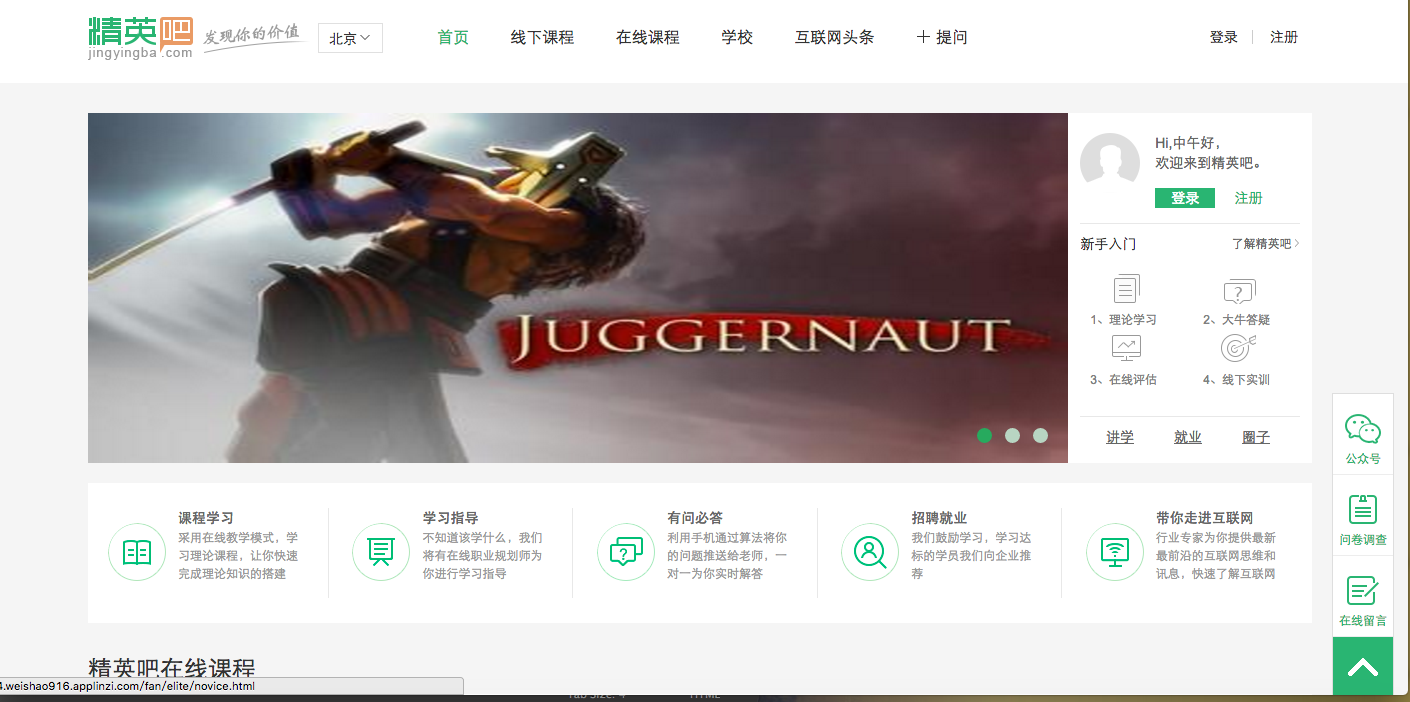 精英吧
jingyingba.com
发现你的价值
北京
首页
线下课程
在线课程
学校
互联网头条
+ 提问
登录
注册
JUGGERNAUT
Hi,中午好，
欢迎来到精英吧。
登录
注册
新手入门
了解精英吧
1、理论学习
2、大牛答疑
3、在线评估
4、线下实训
讲学
就业
圈子
课程学习
采用在线教学模式，学
习理论课程，让你快速
完成理论知识的搭建
学习指导
不知道该学什么，我们
将有在线职业规划师为
你进行学习指导
有问必答
利用手机通过算法将你
的问题推送给老师，一
对一为你实时解答
招聘就业
我们鼓励学习，学习达
标的学员我们向企业推
荐
带你走进互联网
行业专家为你提供最新
最前沿的互联网思维和
讯息，快速了解互联网
公众号
问卷调查
在线留言
精英吧在线课程
4.weishao916.applinzi.com/fan/elite/novice.html
Tab Size: 4
HTML